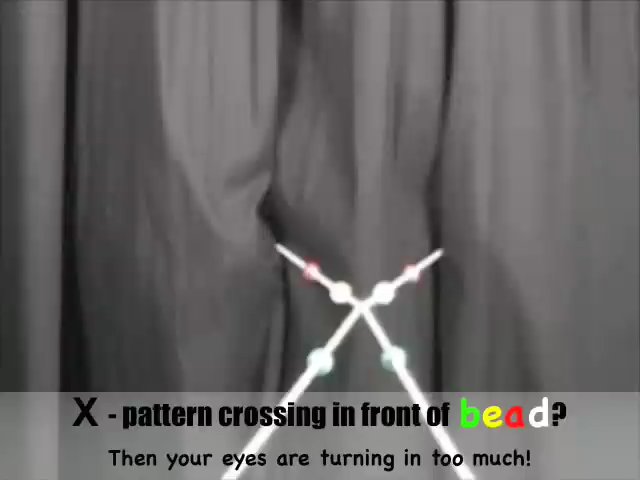 X - pattern crossing in front of bead?
Then your eyes are turning in too much!